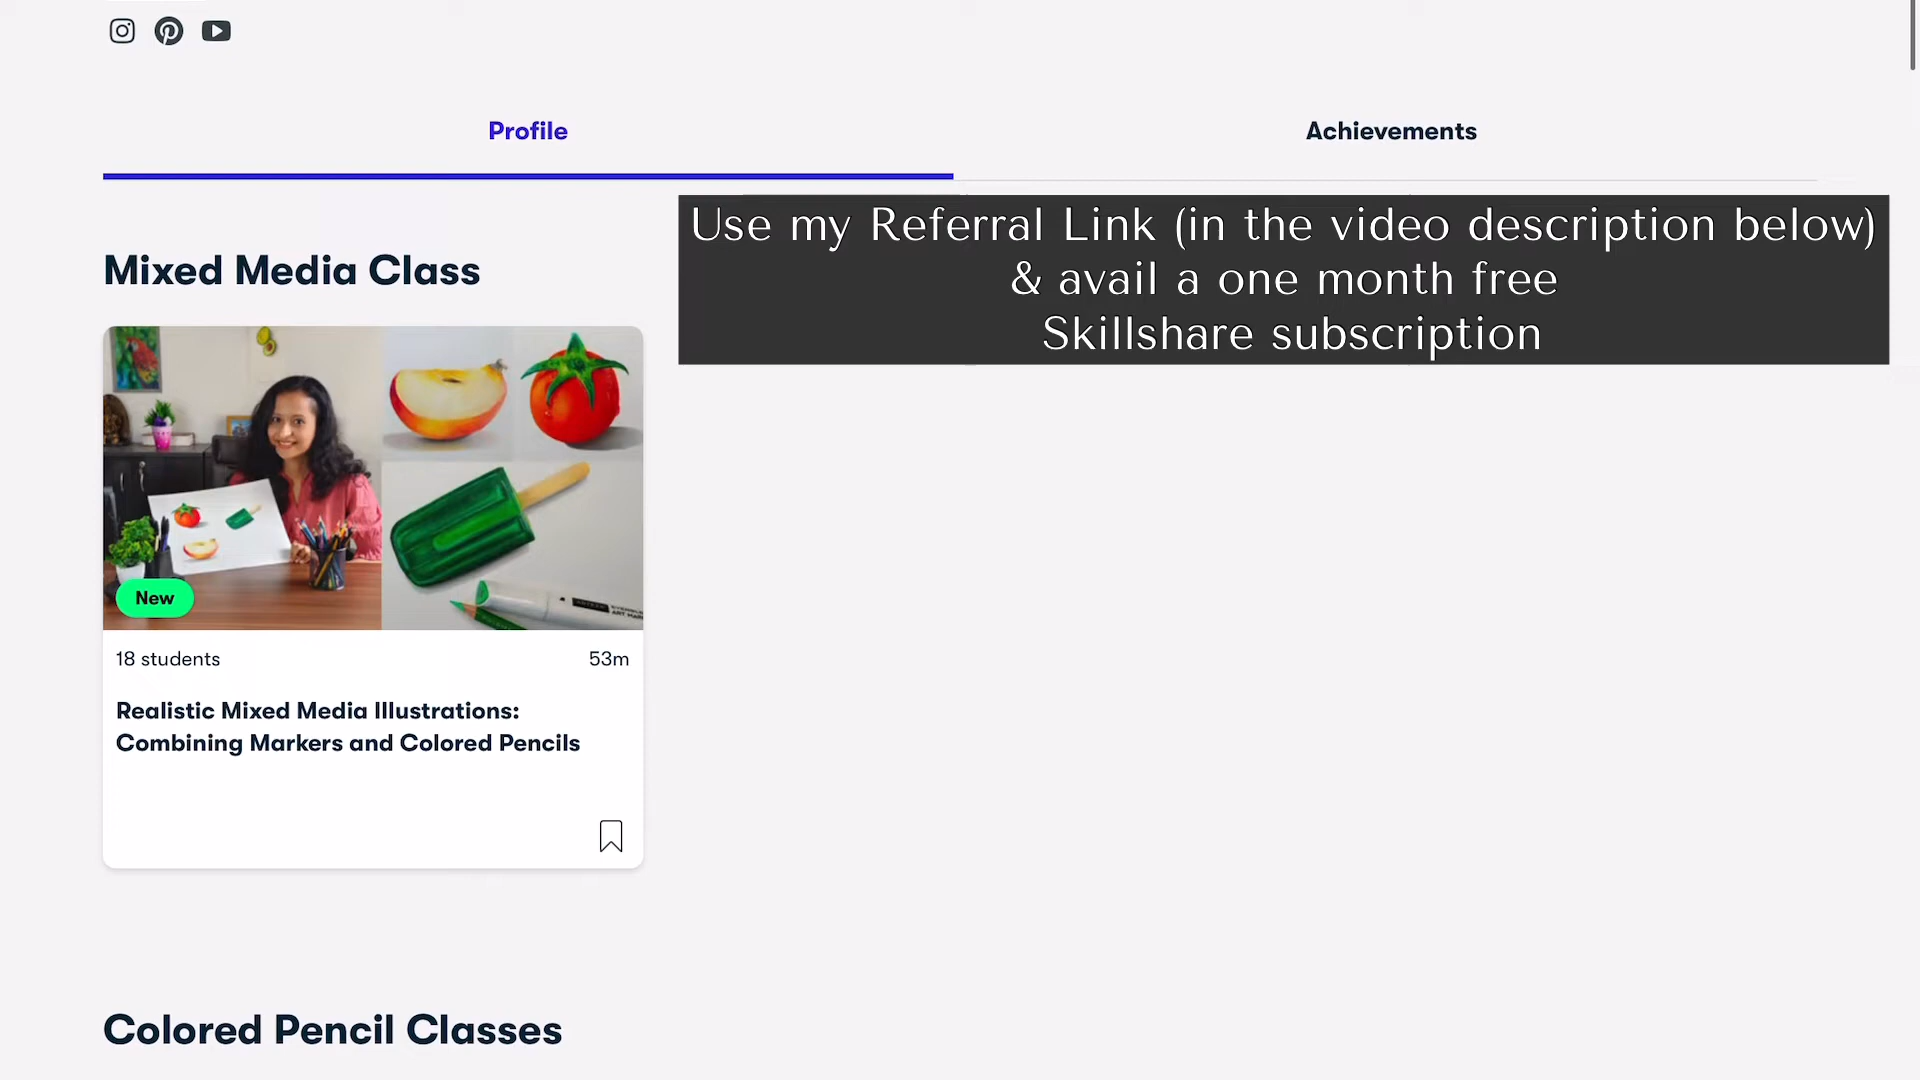 Profile
Achievements
Use my Referral Link (in the video description below)
& avail a one month free
Skillshare subscription
Mixed Media Class
New
18 students
53m
Realistic Mixed Media Illustrations:
Combining Markers and Colored Pencils
Colored Pencil Classes